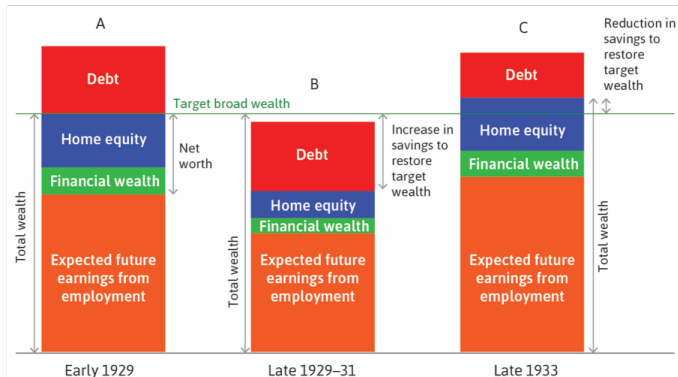 A
B
C
Reduction in
savings to
restore
target
wealth
Debt
Debt
Debt
Target broad wealth
Home equity
Net
worth
Increase in
savings to
restore
target
wealth
Home equity
Financial wealth
Financial wealth
Home equity
Financial wealth
Total wealth
Total wealth
Total wealth
Expected future
earnings from
employment
Expected future
earnings from
employment
Expected future
earnings from
employment
Early 1929
Late 1929–31
Late 1933